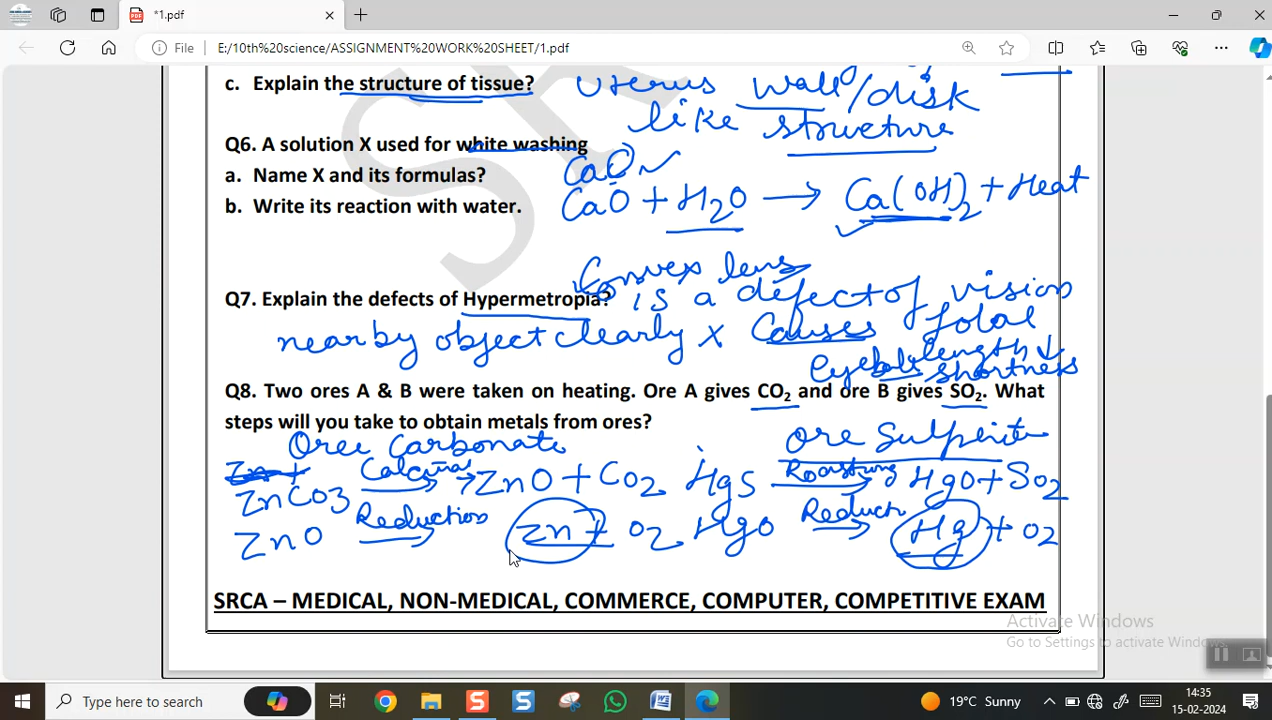 *1.pdf
File E:/10th%20science/ASSIGNMENT%20WORK%20SHEET/1.pdf
c. Explain the structure of tissue? Uterus wall/disk
like structure
Q6. A solution X used for white washing
a. Name X and its formulas? CaO
b. Write its reaction with water. CaO + H2O → Ca(OH)2 + Heat
Convex lens
Q7. Explain the defects of Hypermetropia? is a defect of vision
nearby object clearly x Causes folal
length ↓
Eyeball shortness
Q8. Two ores A & B were taken on heating. Ore A gives CO2 and ore B gives SO2. What
steps will you take to obtain metals from ores?
Ore Carbonate Ore Sulphite
ZnCO3 → ZnO + CO2 HgS Roasting → HgO + SO2
ZnO Reduction → Zn + O2 HgO Reducti → Hg + O2
SRCA – MEDICAL, NON-MEDICAL, COMMERCE, COMPUTER, COMPETITIVE EXAM
Activate Windows
Go to Settings to activate Windows.
Type here to search
19°C Sunny
14:35
15-02-2024